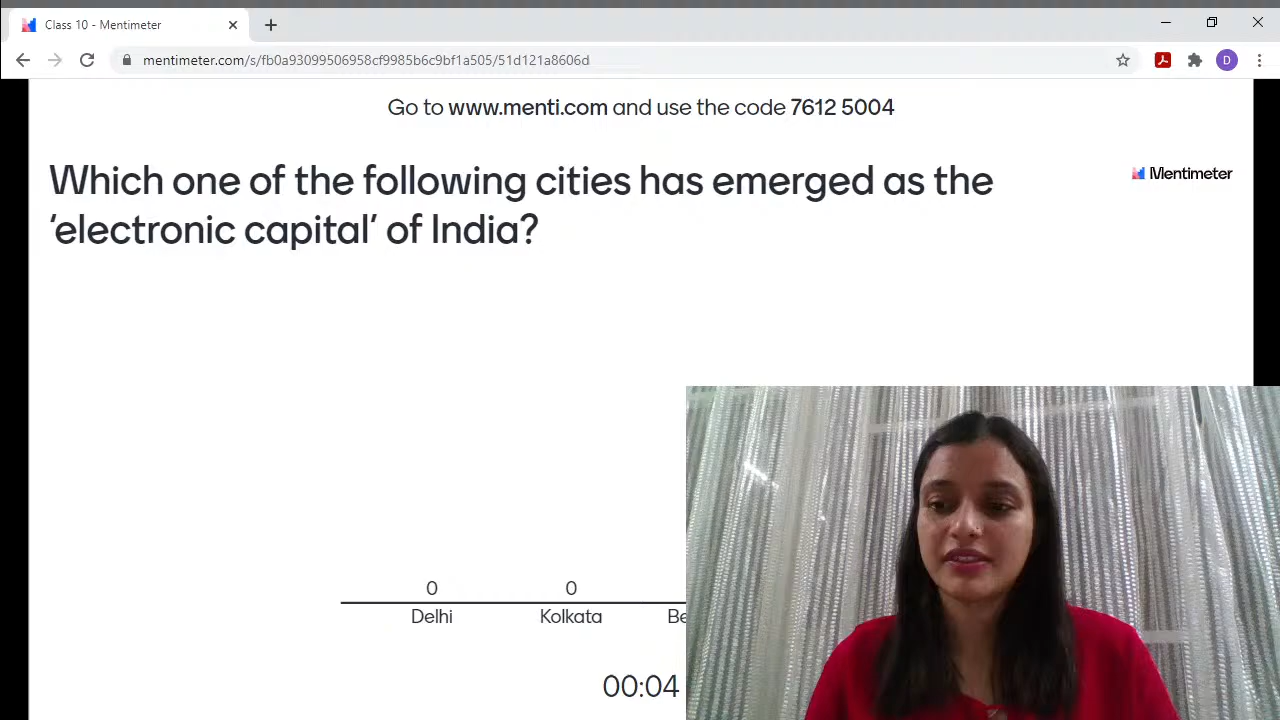 Class 10 - Mentimeter
mentimeter.com/s/fb0a93099506958cf9985b6c9bf1f505/51d121a8606d
D
Go to www.menti.com and use the code 7612 5004
Which one of the following cities has emerged as the
‘electronic capital’ of India?
Mentimeter
0 0
Delhi Kolkata Be
00:04